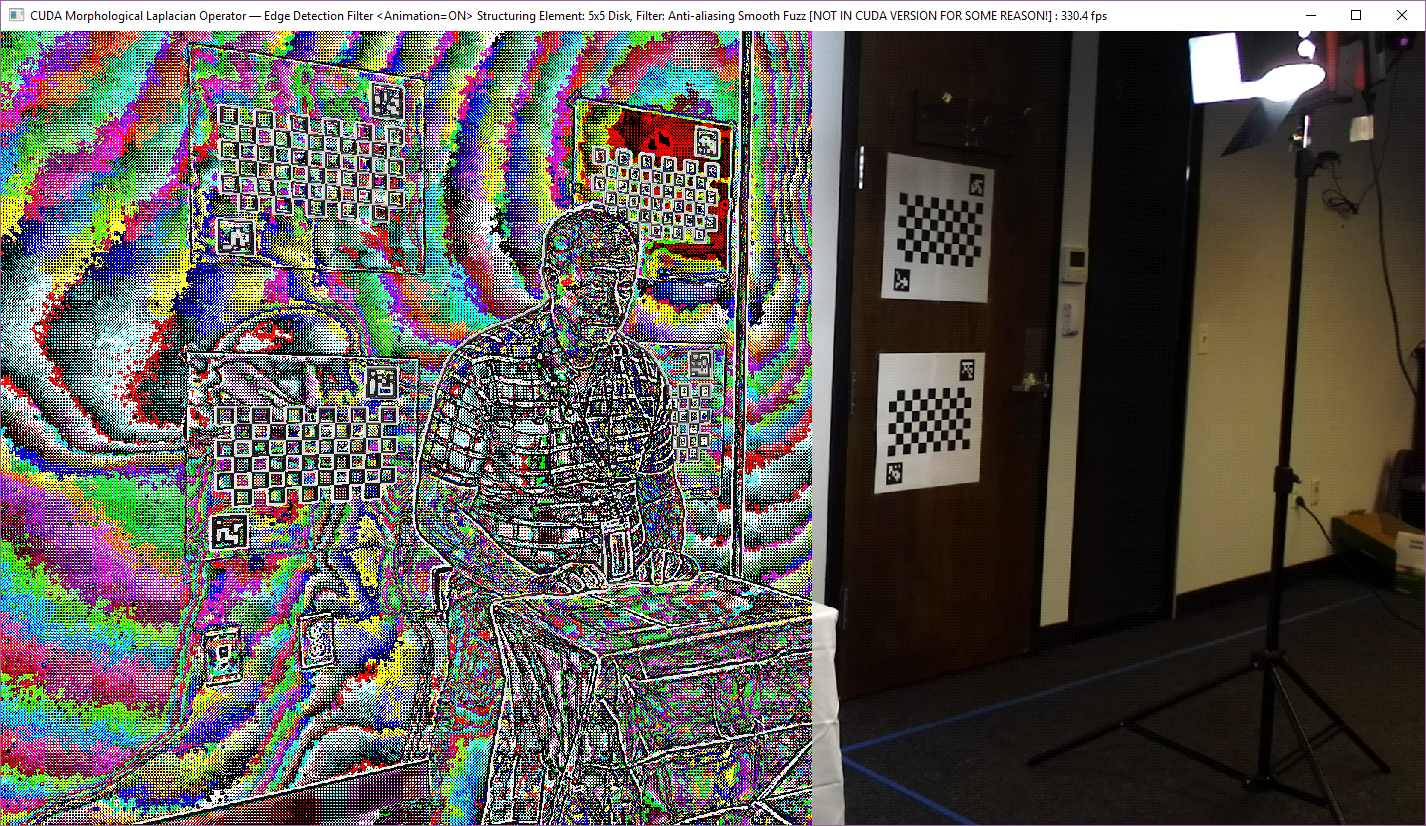 CUDA Morphological Laplacian Operator — Edge Detection Filter <Animation=ON> Structuring Element: 5x5 Disk, Filter: Anti-aliasing Smooth Fuzz [NOT IN CUDA VERSION FOR SOME REASON!] : 330.4 fps